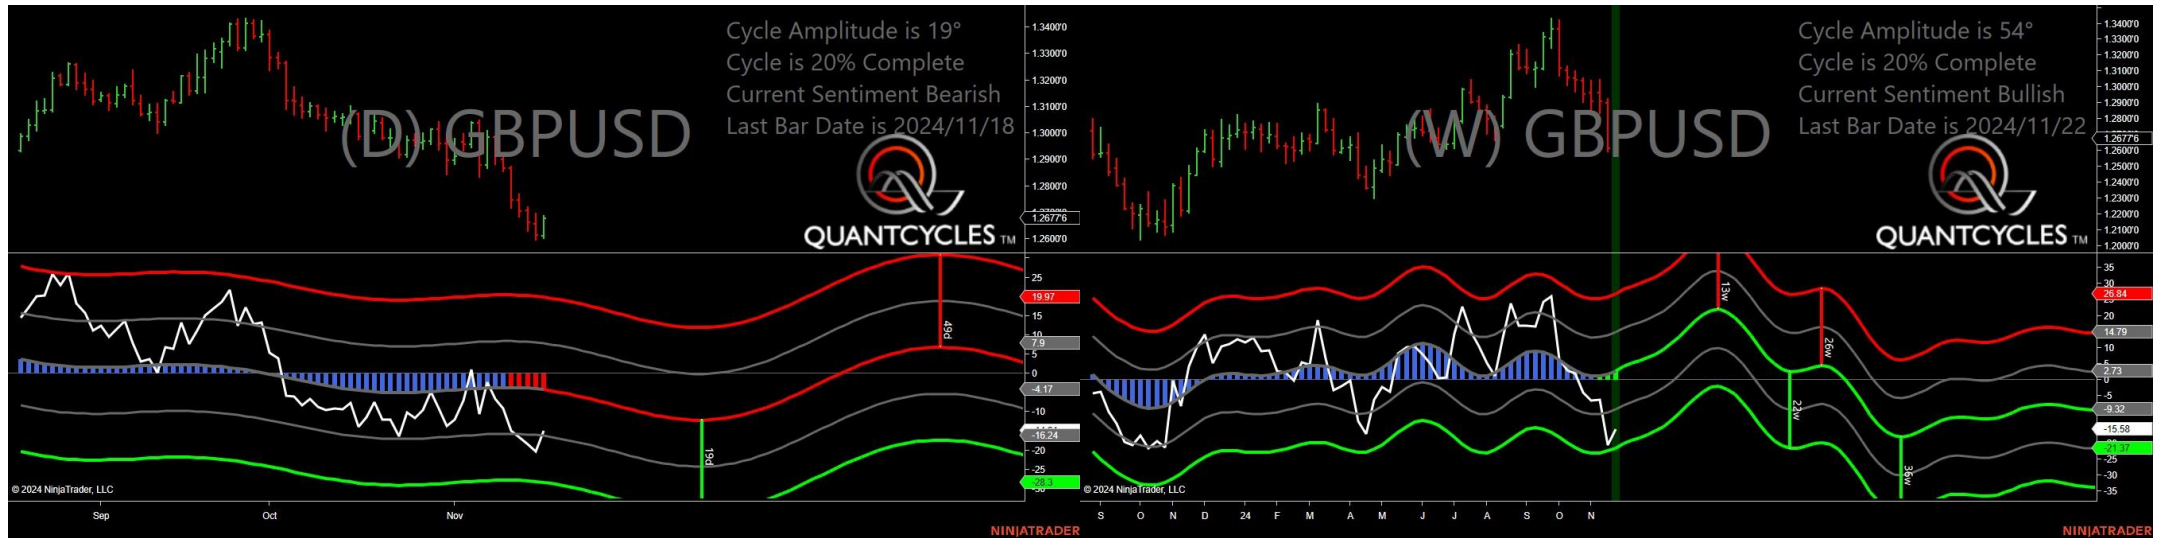 Cycle Amplitude is 19°
Cycle is 20% Complete
Current Sentiment Bearish
Last Bar Date is 2024/11/18
(D) GBPUSD
QUANTCYCLES TM
1.3400'0
1.3300'0
1.3200'0
1.3100'0
1.3000'0
1.2900'0
1.2800'0
1.2677'6
1.2600'0
25
19.97
15
10
7.9
5
0
-4.17
-10
-16.24
-20
-25
-28.3
49d
19d
© 2024 NinjaTrader, LLC
Sep Oct Nov
NINJATRADER
Cycle Amplitude is 54°
Cycle is 20% Complete
Current Sentiment Bullish
Last Bar Date is 2024/11/22
(W) GBPUSD
QUANTCYCLES TM
1.3400'0
1.3300'0
1.3200'0
1.3100'0
1.3000'0
1.2900'0
1.2800'0
1.2677'6
1.2600'0
1.2500'0
1.2400'0
1.2300'0
1.2200'0
1.2100'0
1.2000'0
35
26.84
20
14.79
10
5
2.73
0
-5
-9.32
-15.58
-21.37
-25
-30
-35
13w
26w
22w
36w
© 2024 NinjaTrader, LLC
S O N D 24 F M A M J J A S O N
NINJATRADER